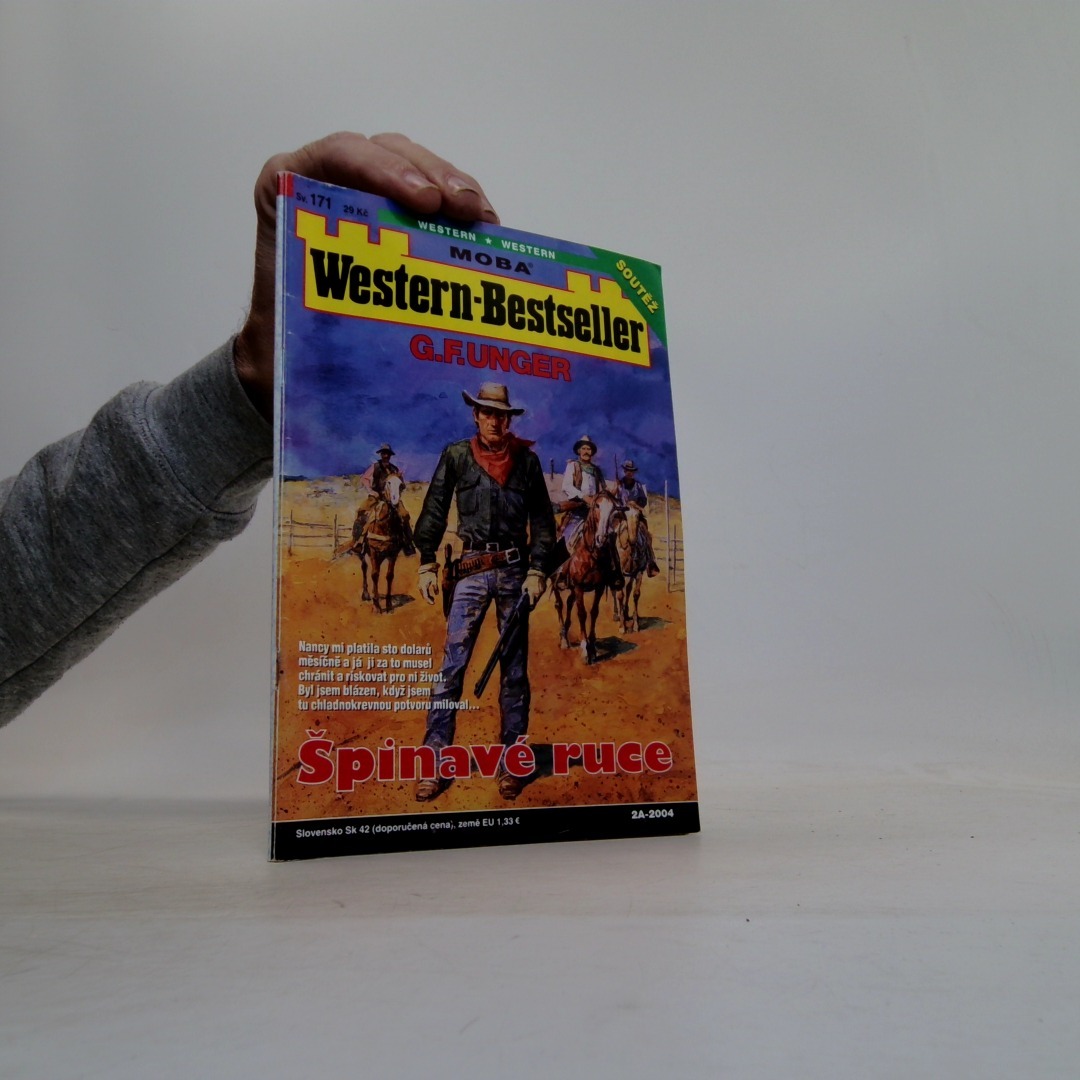 Sv. 171 29 Kč
WESTERN ★ WESTERN
SOUTĚŽ
MOBA®
Western-Bestseller
G.F. UNGER
Nancy mi platila sto dolarů
měsíčně a já ji za to musel
chránit a riskovat pro ni život.
Byl jsem blázen, když jsem
tu chladnokrevnou potvoru miloval...
Špinavé ruce
Slovensko Sk 42 (doporučená cena), země EU 1,33 €
2A-2004